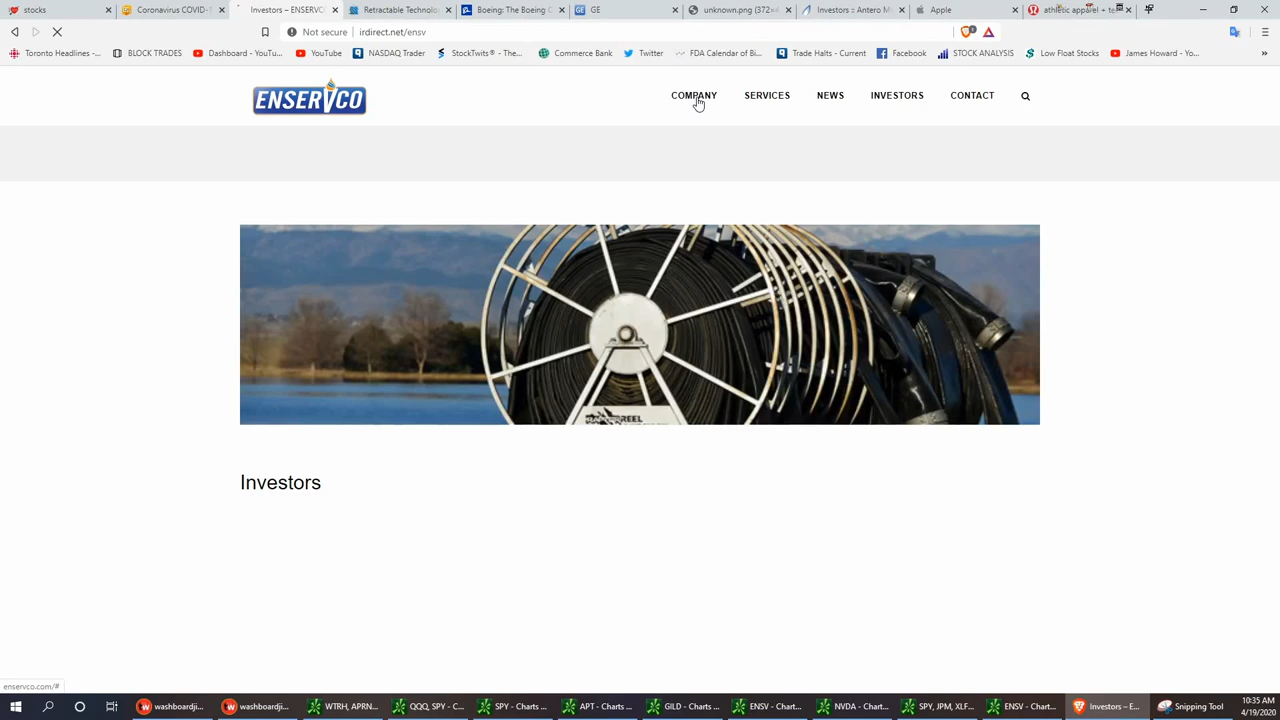 stocks
Coronavirus COVID-
Investors – ENSERVC
Retractable Technolo
Boeing: The Boeing C
GE
unknown.png (372×4
Investors :: Antero M
Apple
athletic apparel + te
Not secure
irdirect.net/ensv
Toronto Headlines -...
BLOCK TRADES
Dashboard - YouTu...
YouTube
NASDAQ Trader
StockTwits® - The...
Commerce Bank
Twitter
FDA Calendar of Bi...
Trade Halts - Current
Facebook
STOCK ANALYSIS
Low Float Stocks
James Howard - Yo...
ENSERVCO
COMPANY
SERVICES
NEWS
INVESTORS
CONTACT
Investors
enservco.com/#
washboardji...
washboardji...
WTRH, APRN...
QQQ, SPY - C...
SPY - Charts ...
APT - Charts ...
GILD - Charts ...
ENSV - Chart...
NVDA - Charts ...
SPY, JPM, XLF...
ENSV - Chart...
Investors – E...
Snipping Tool
10:35 AM
4/19/2020